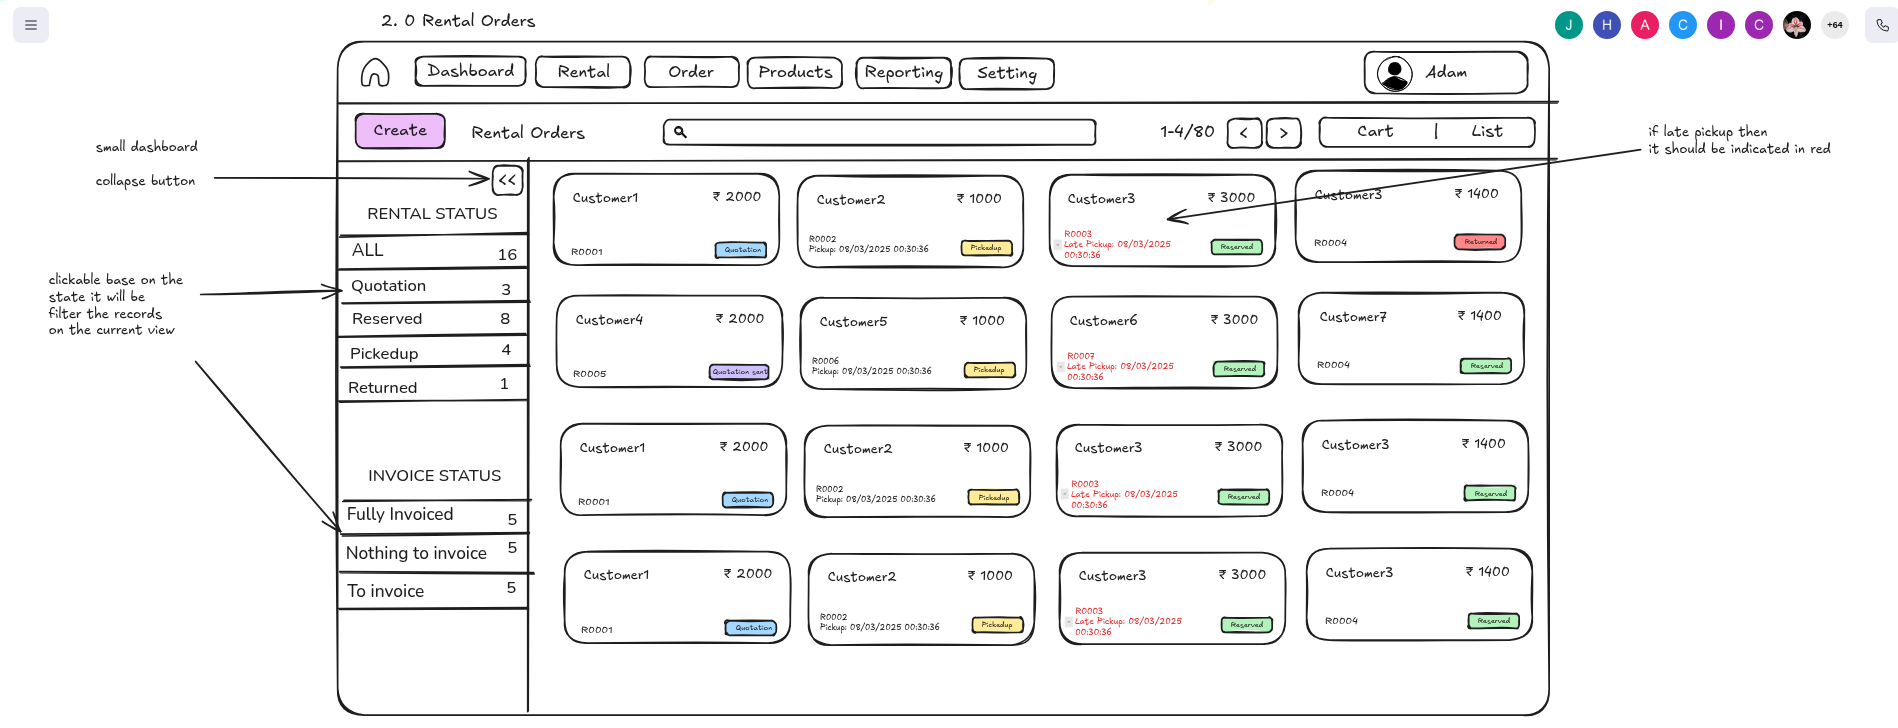 2. 0 Rental Orders
J
H
A
C
I
C
+64
Dashboard
Rental
Order
Products
Reporting
Setting
Adam
Create
Rental Orders
1-4/80
<
>
Cart | List
small dashboard
collapse button
<<
if late pickup then
it should be indicated in red
clickable base on the
state it will be
filter the records
on the current view
RENTAL STATUS
ALL 16
Quotation 3
Reserved 8
Pickedup 4
Returned 1
INVOICE STATUS
Fully Invoiced 5
Nothing to invoice 5
To invoice 5
Customer1 ₹ 2000
R0001 Quotation
Customer2 ₹ 1000
R0002
Pickup: 08/03/2025 00:30:36 Pickedup
Customer3 ₹ 3000
R0003
Late Pickup: 08/03/2025
00:30:36
Reserved
Customer3 ₹ 1400
R0004 Returned
Customer4 ₹ 2000
R0005 Quotation sent
Customer5 ₹ 1000
R0006
Pickup: 08/03/2025 00:30:36 Pickedup
Customer6 ₹ 3000
R0007
Late Pickup: 08/03/2025
00:30:36
Reserved
Customer7 ₹ 1400
R0004 Reserved
Customer1 ₹ 2000
R0001 Quotation
Customer2 ₹ 1000
R0002
Pickup: 08/03/2025 00:30:36 Pickedup
Customer3 ₹ 3000
R0003
Late Pickup: 08/03/2025
00:30:36
Reserved
Customer3 ₹ 1400
R0004 Reserved
Customer1 ₹ 2000
R0001 Quotation
Customer2 ₹ 1000
R0002
Pickup: 08/03/2025 00:30:36 Pickedup
Customer3 ₹ 3000
R0003
Late Pickup: 08/03/2025
00:30:36
Reserved
Customer3 ₹ 1400
R0004 Reserved